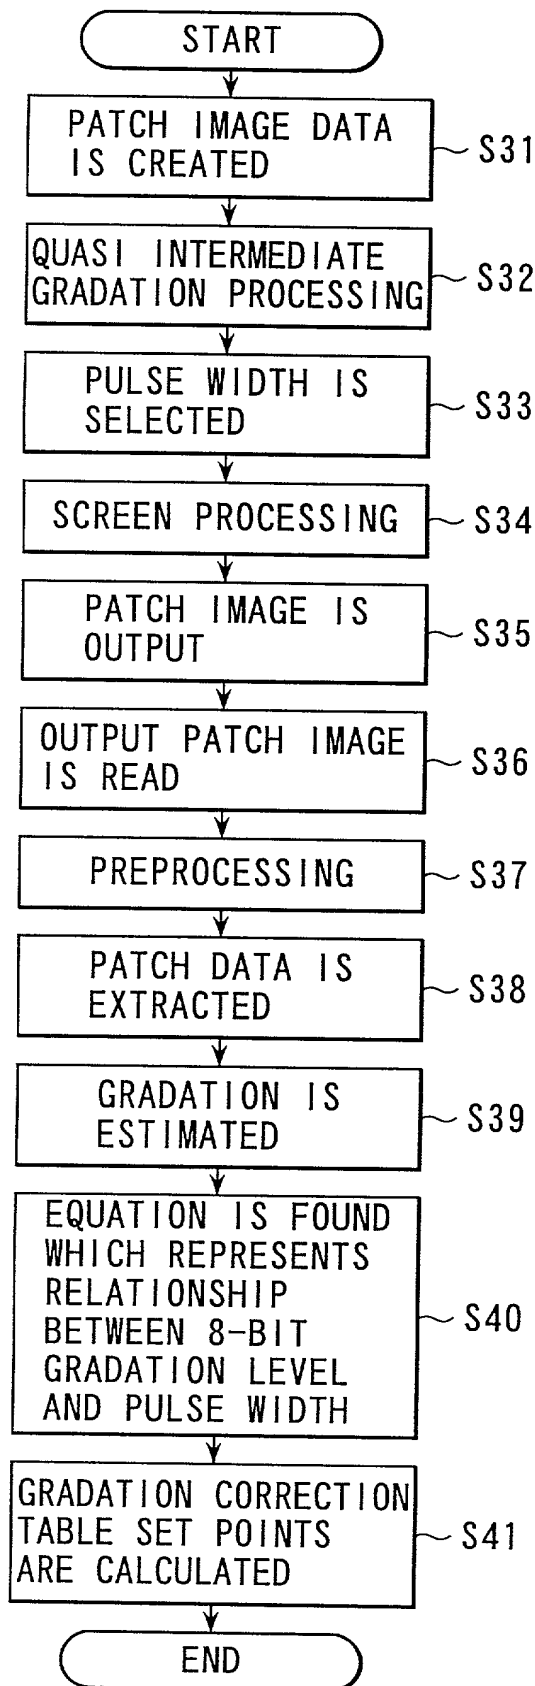 START
PATCH IMAGE DATA
IS CREATED
S31
QUASI INTERMEDIATE
GRADATION PROCESSING
S32
PULSE WIDTH IS
SELECTED
S33
SCREEN PROCESSING
S34
PATCH IMAGE IS
OUTPUT
S35
OUTPUT PATCH IMAGE
IS READ
S36
PREPROCESSING
S37
PATCH DATA IS
EXTRACTED
S38
GRADATION IS
ESTIMATED
S39
EQUATION IS FOUND
WHICH REPRESENTS
RELATIONSHIP
BETWEEN 8-BIT
GRADATION LEVEL
AND PULSE WIDTH
S40
GRADATION CORRECTION
TABLE SET POINTS
ARE CALCULATED
S41
END